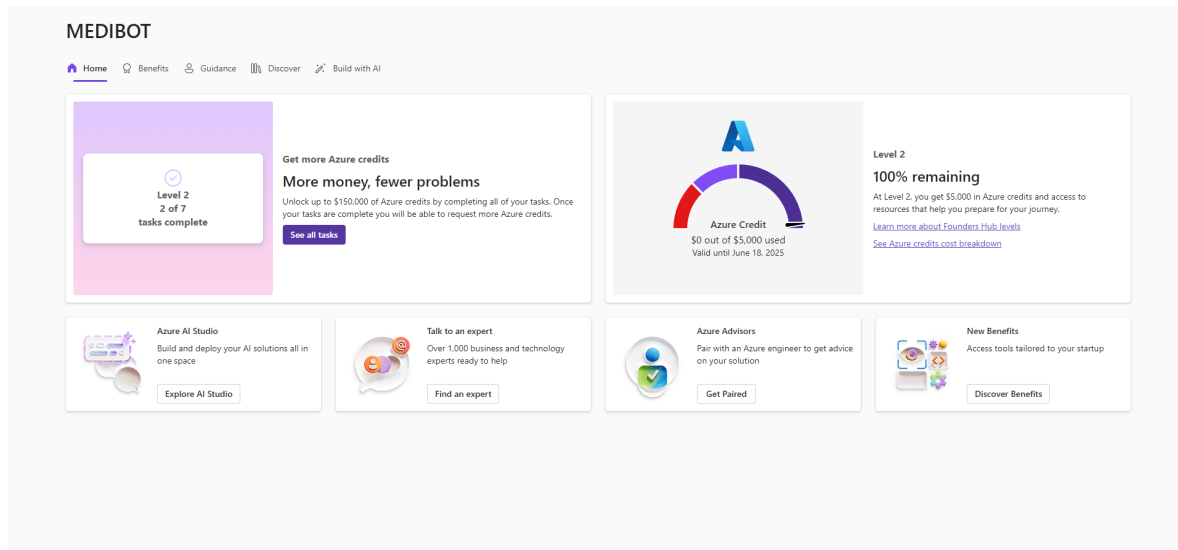 MEDIBOT
Home
Benefits
Guidance
Discover
Build with AI
Level 2
2 of 7
tasks complete
Get more Azure credits
More money, fewer problems
Unlock up to $150.000 of Azure credits by completing all of your tasks. Once
your tasks are complete you will be able to request more Azure credits.
See all tasks
Azure Credit
$0 out of $5,000 used
Valid until June 18, 2025
Level 2
100% remaining
At Level 2, you get $5,000 in Azure credits and access to
resources that help you prepare for your journey.
Learn more about Founders Hub levels
See Azure credits cost breakdown
Azure AI Studio
Build and deploy your AI solutions all in
one space
Explore AI Studio
Talk to an expert
Over 1,000 business and technology
experts ready to help
Find an expert
Azure Advisors
Pair with an Azure engineer to get advice
on your solution
Get Paired
New Benefits
Access tools tailored to your startup
Discover Benefits